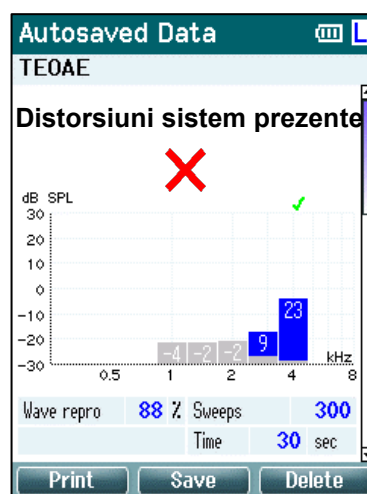 Autosaved Data L
TEOAE
Distorsiuni sistem prezente
dB SPL
30
20
10
0
-10
-20
-30
-4 -2 -2 9 23
kHz
0.5 1 2 4 8
Wave repro 88 % Sweeps 300
Time 30 sec
Print Save Delete